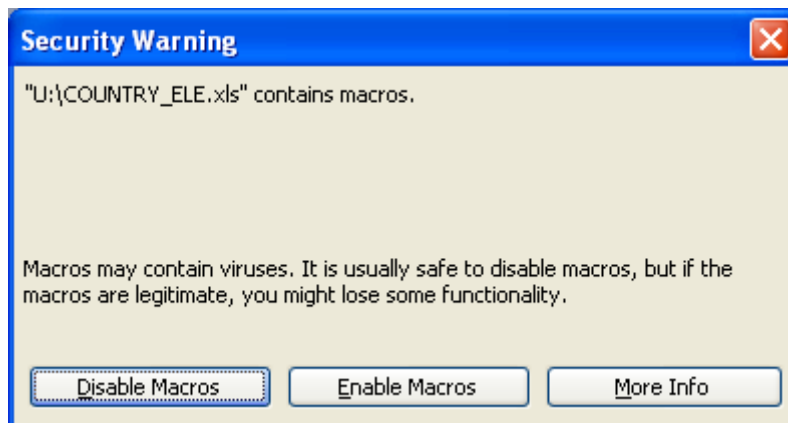 Security Warning
"U:\COUNTRY_ELE.xls" contains macros.
Macros may contain viruses. It is usually safe to disable macros, but if the
macros are legitimate, you might lose some functionality.
Disable Macros Enable Macros More Info